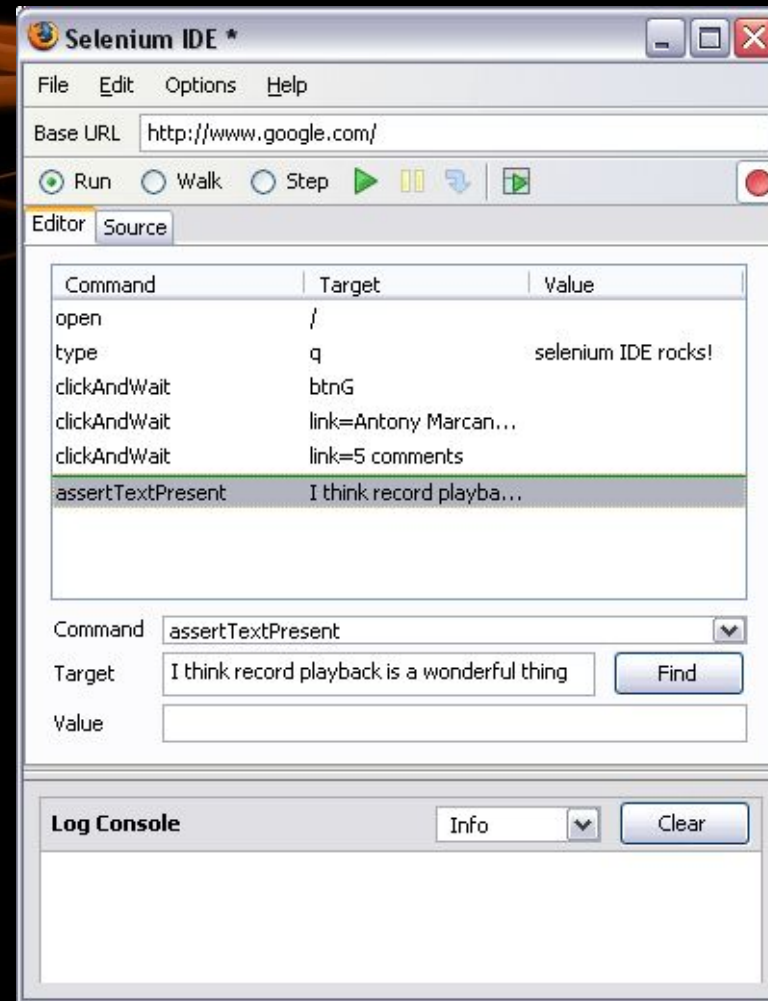 Selenium IDE *
File Edit Options Help
Base URL http://www.google.com/
Run Walk Step
Editor Source
Command Target Value
open /
type q selenium IDE rocks!
clickAndWait btnG
clickAndWait link=Antony Marcan...
clickAndWait link=5 comments
assertTextPresent I think record playba...
Command assertTextPresent
Target I think record playback is a wonderful thing Find
Value
Log Console Info Clear